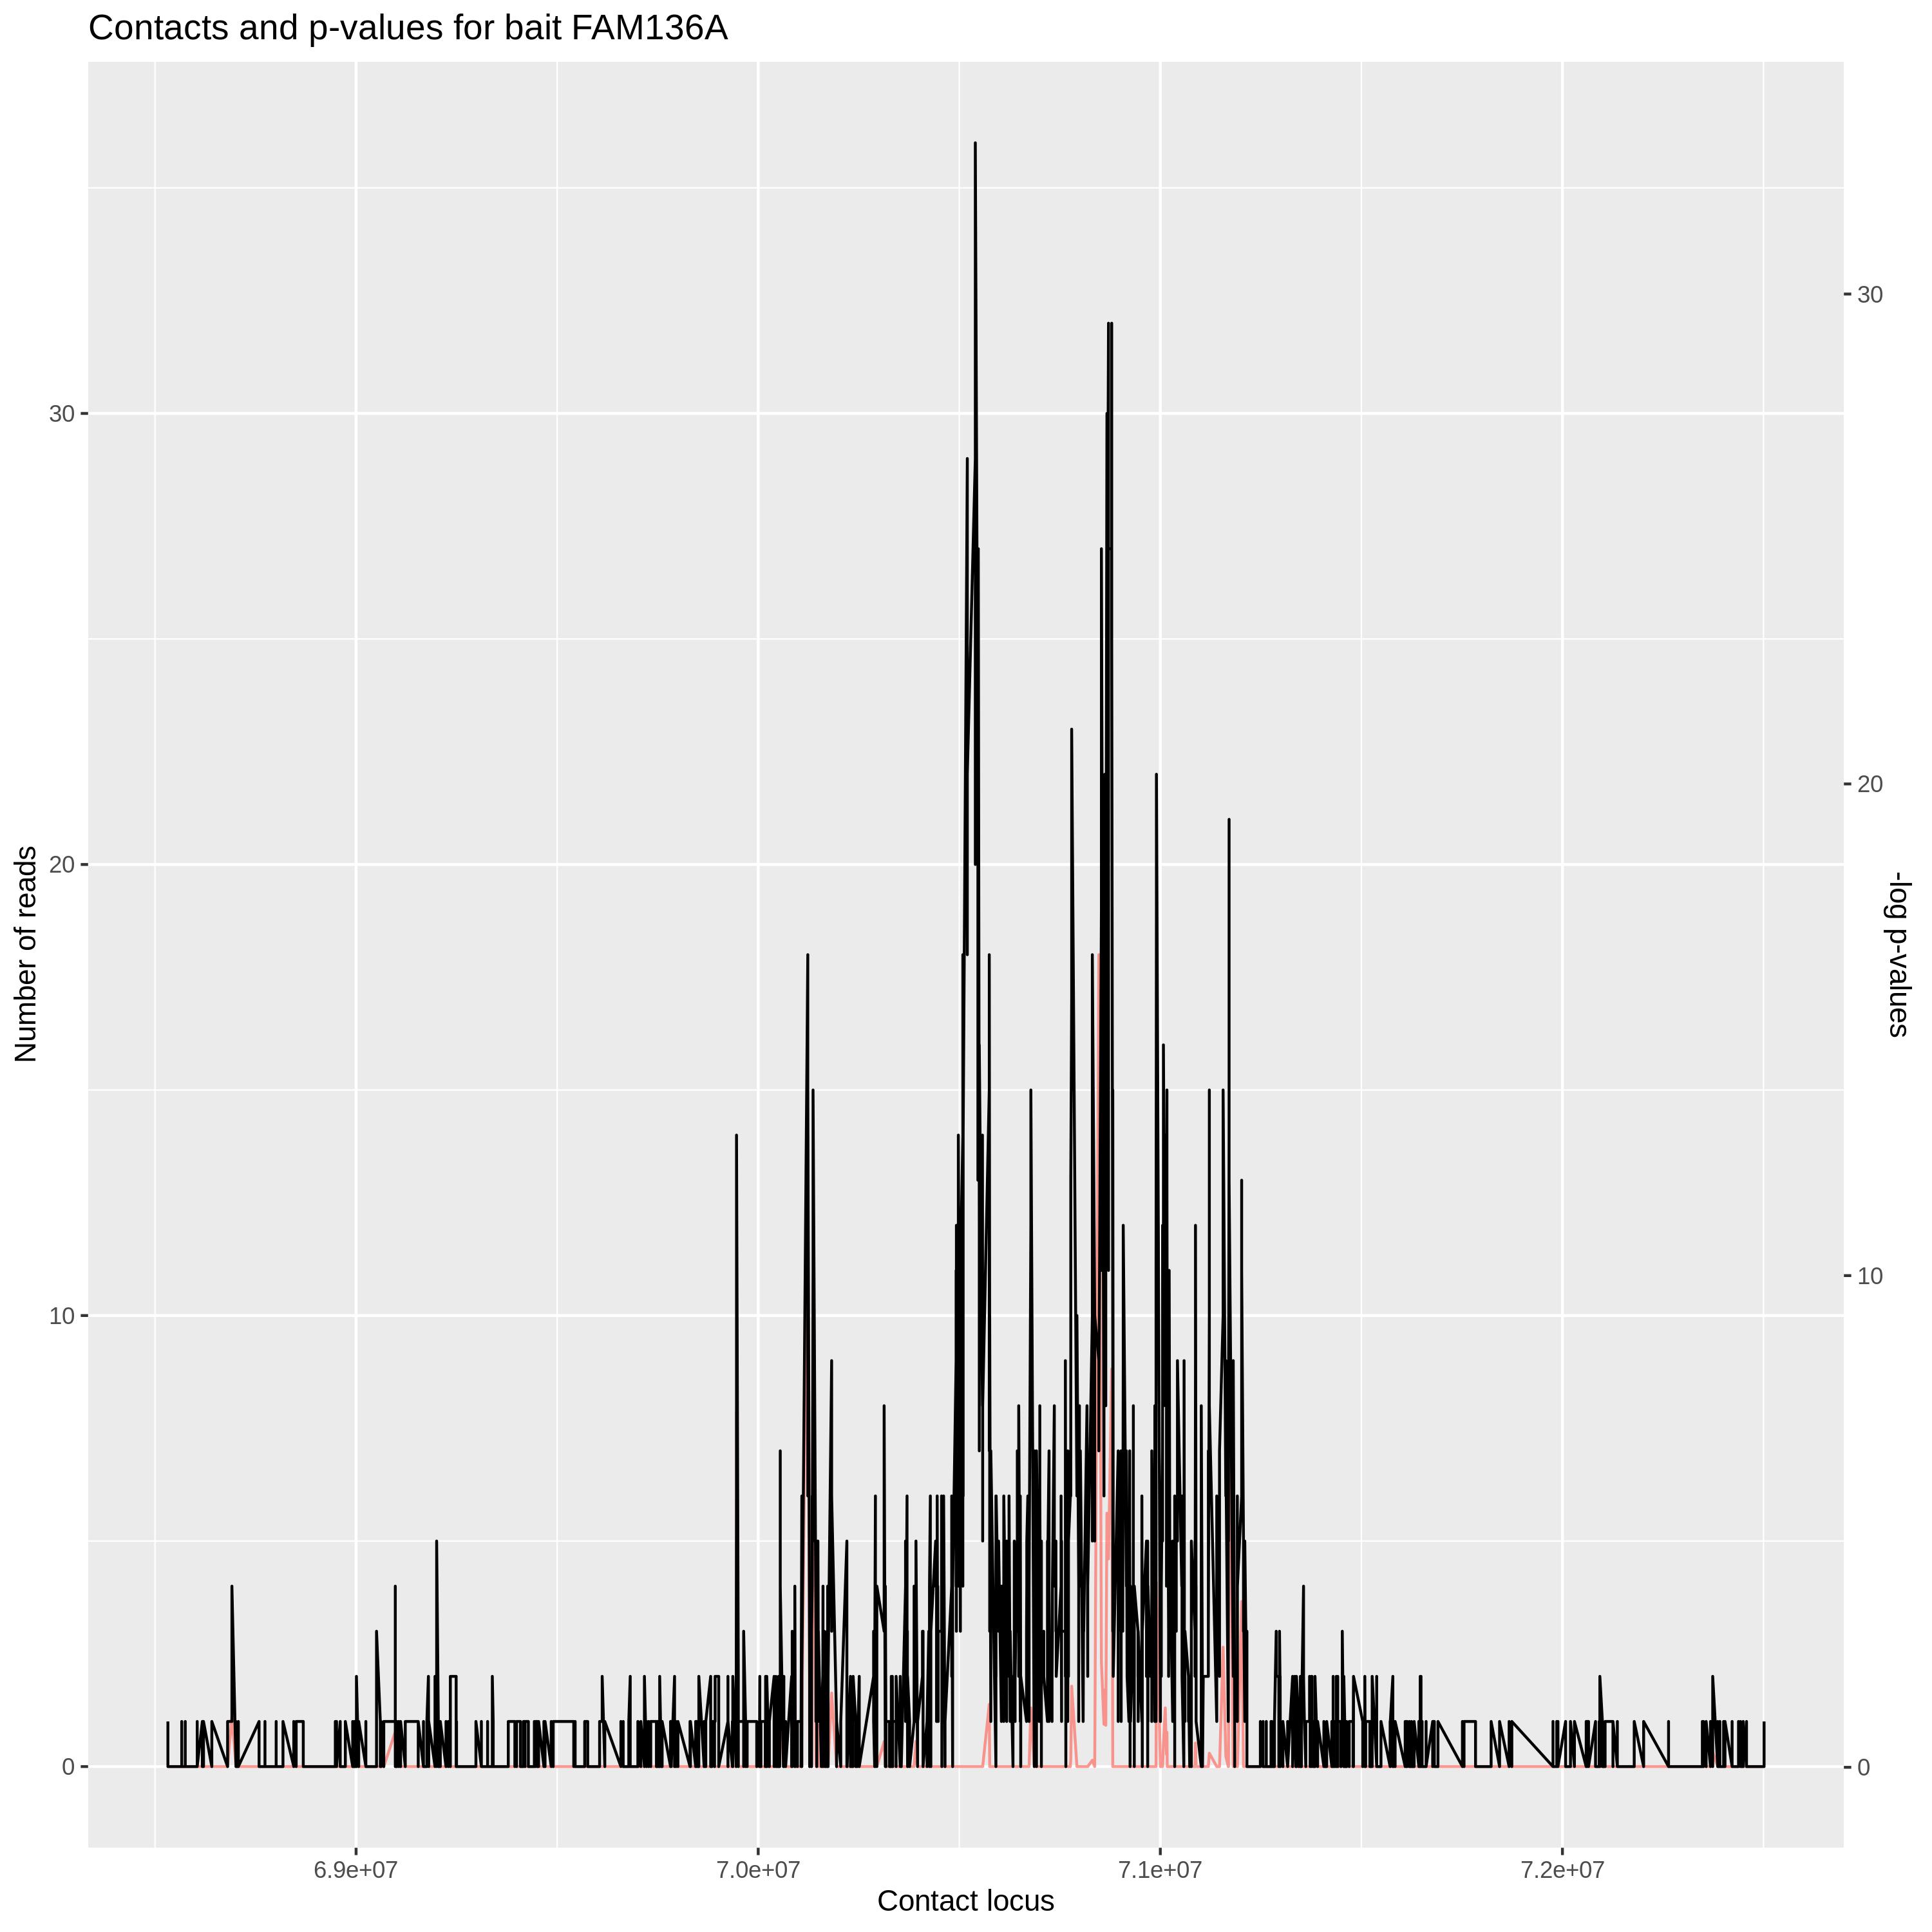 Contacts and p-values for bait FAM136A
Number of reads
30
20
10
0
30
20
10
0
-log p-values
6.9e+07 7.0e+07 7.1e+07 7.2e+07
Contact locus